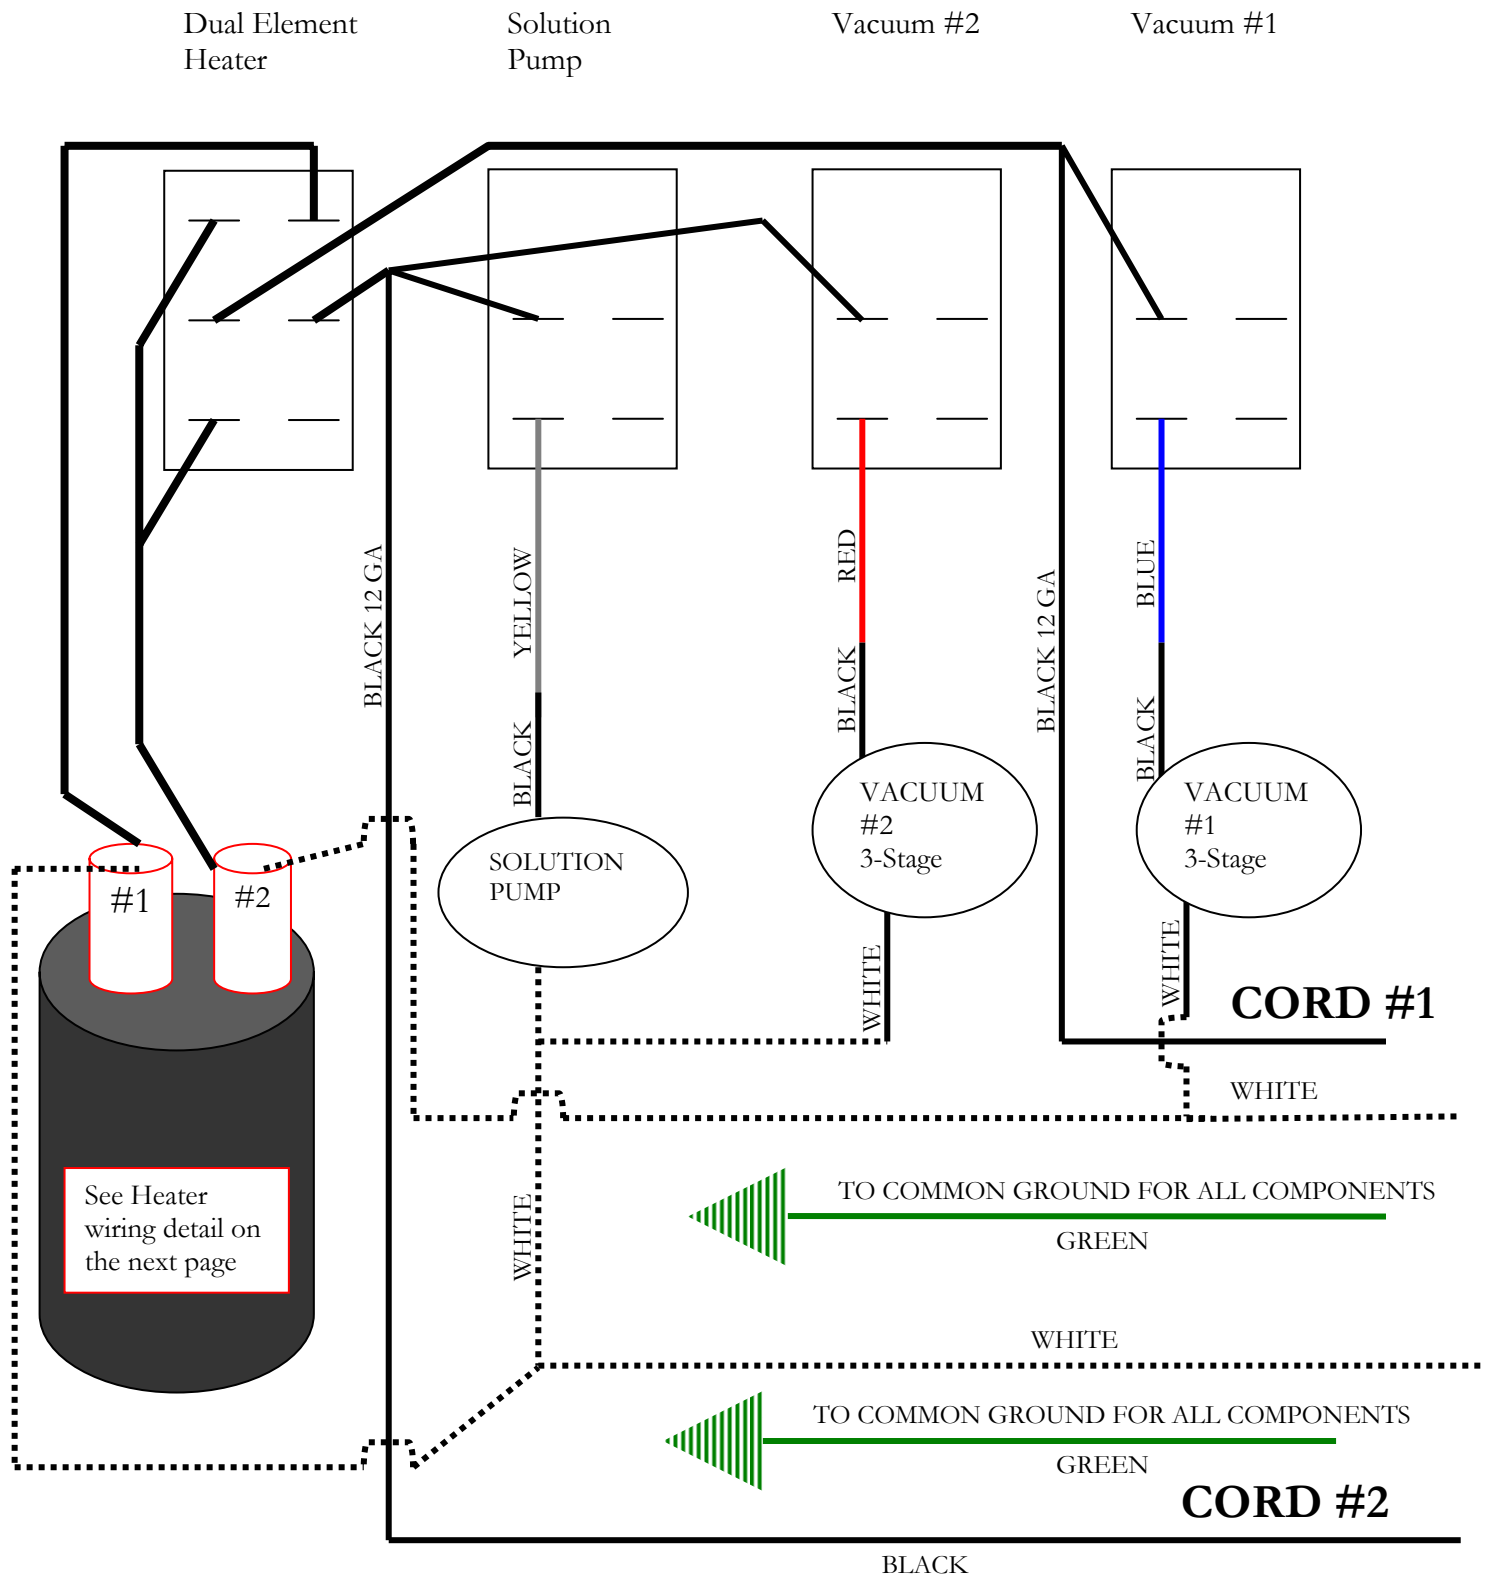 Dual Element
Heater
Solution
Pump
Vacuum #2
Vacuum #1
BLACK 12 GA
YELLOW
BLACK
RED
BLACK
BLACK 12 GA
BLUE
BLACK
SOLUTION
PUMP
VACUUM
#2
3-Stage
VACUUM
#1
3-Stage
#1
#2
WHITE
WHITE
CORD #1
WHITE
See Heater
wiring detail on
the next page
WHITE
TO COMMON GROUND FOR ALL COMPONENTS
GREEN
WHITE
TO COMMON GROUND FOR ALL COMPONENTS
GREEN
CORD #2
BLACK